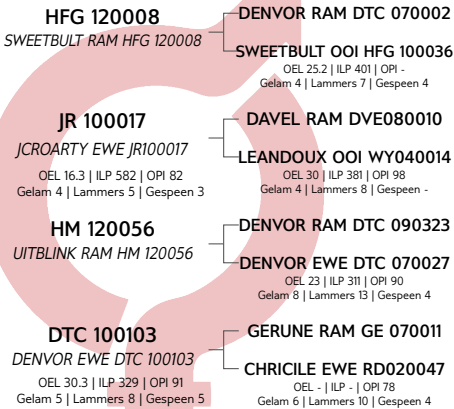 HFG 120008
SWEETBULT RAM HFG 120008
DENVOR RAM DTC 070002
SWEETBULT OOI HFG 100036
OEL 25.2 | ILP 401 | OPI -
Gelam 4 | Lammers 7 | Gespeen 4
JR 100017
JCROARTY EWE JR100017
OEL 16.3 | ILP 582 | OPI 82
Gelam 4 | Lammers 5 | Gespeen 3
DAVEL RAM DVE080010
LEANDOUX OOI WY040014
OEL 30 | ILP 381 | OPI 98
Gelam 4 | Lammers 8 | Gespeen -
HM 120056
UITBLINK RAM HM 120056
DENVOR RAM DTC 090323
DENVOR EWE DTC 070027
OEL 23 | ILP 311 | OPI 90
Gelam 8 | Lammers 13 | Gespeen 4
DTC 100103
DENVOR EWE DTC 100103
OEL 30.3 | ILP 329 | OPI 91
Gelam 5 | Lammers 8 | Gespeen 5
GERUNE RAM GE 070011
CHRICILE EWE RD020047
OEL - | ILP - | OPI 78
Gelam 6 | Lammers 10 | Gespeen 4